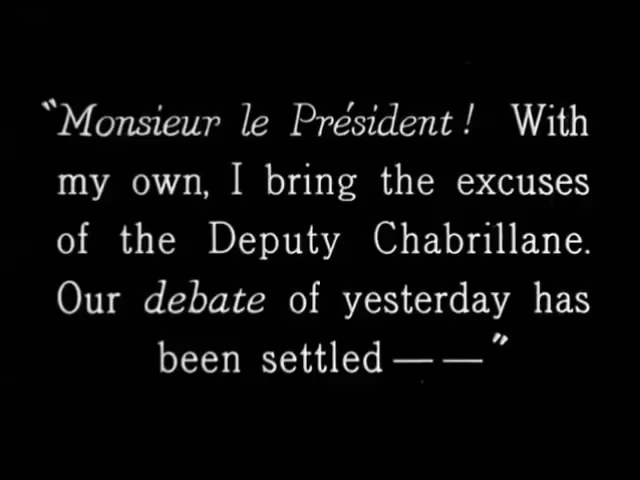 "Monsieur le Président! With
my own, I bring the excuses
of the Deputy Chabrillane.
Our debate of yesterday has
been settled — —"